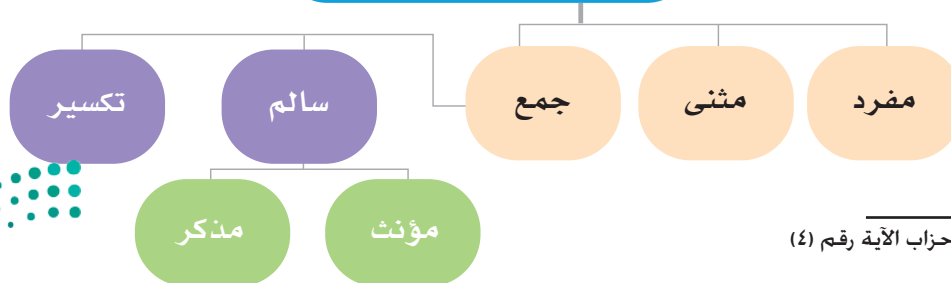 مفرد
مثنى
جمع
سالم
تكسير
مؤنث
مذكر
حزاب الآية رقم (٤)